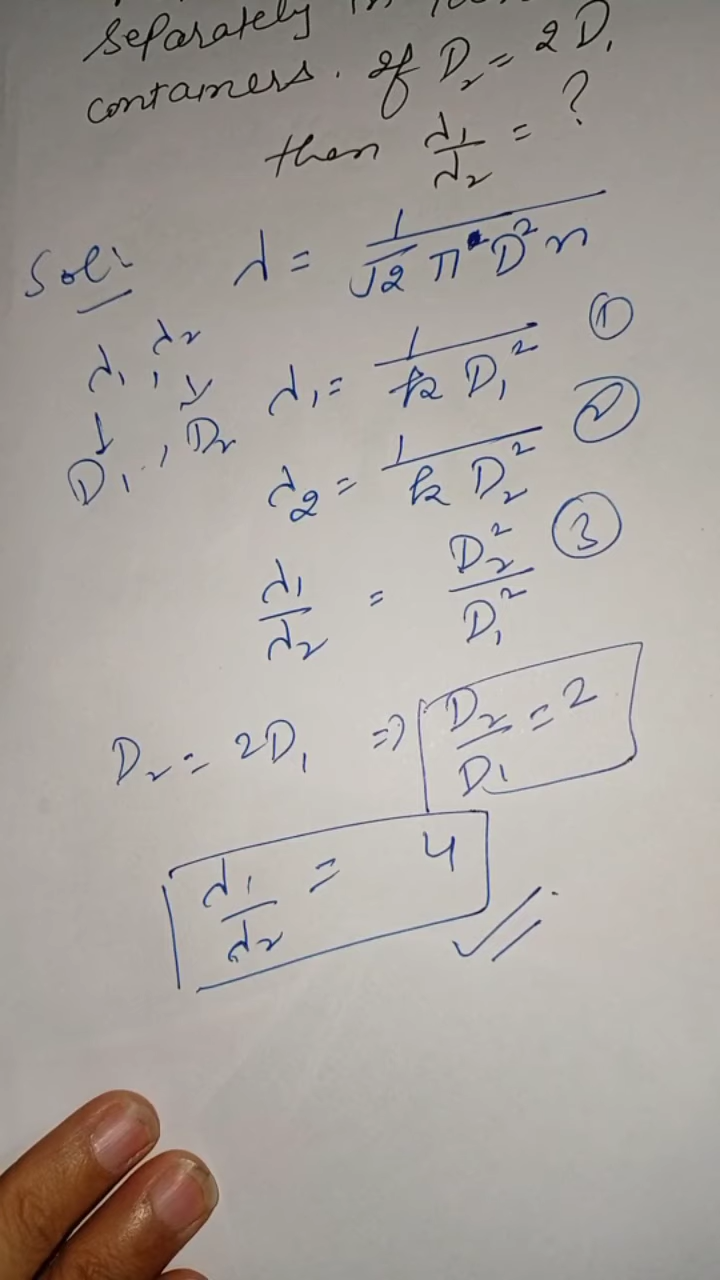 separately in
containers. If D₂ = 2D₁
then λ₁/λ₂ = ?
Sol: λ = 1/(√2 π D² n)
λ₁, λ₂
↓ ↓
D₁, D₂
λ₁ = 1/(k D₁²) ①
λ₂ = 1/(k D₂²) ②
λ₁/λ₂ = D₂²/D₁² ③
D₂ = 2D₁ ⇒ D₂/D₁ = 2
λ₁/λ₂ = 4